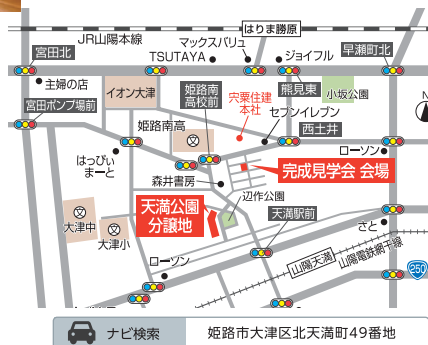 はりま勝原
JR山陽本線
マックスバリュ
宮田北
TSUTAYA
ジョイフル
早瀬町北
主婦の店
イオン大津
姫路南
高校前
宍粟住建
本社
熊見東
小坂公園
N
宮田ポンプ場前
セブンイレブン
姫路南高
西土井
ローソン
はっぴぃ
まーと
森井書房
完成見学会 会場
天満公園
分譲地
辺作公園
天満駅前
大津中
大津小
さと
ローソン
山陽天満
山陽電鉄網干線
250
ナビ検索
姫路市大津区北天満町49番地